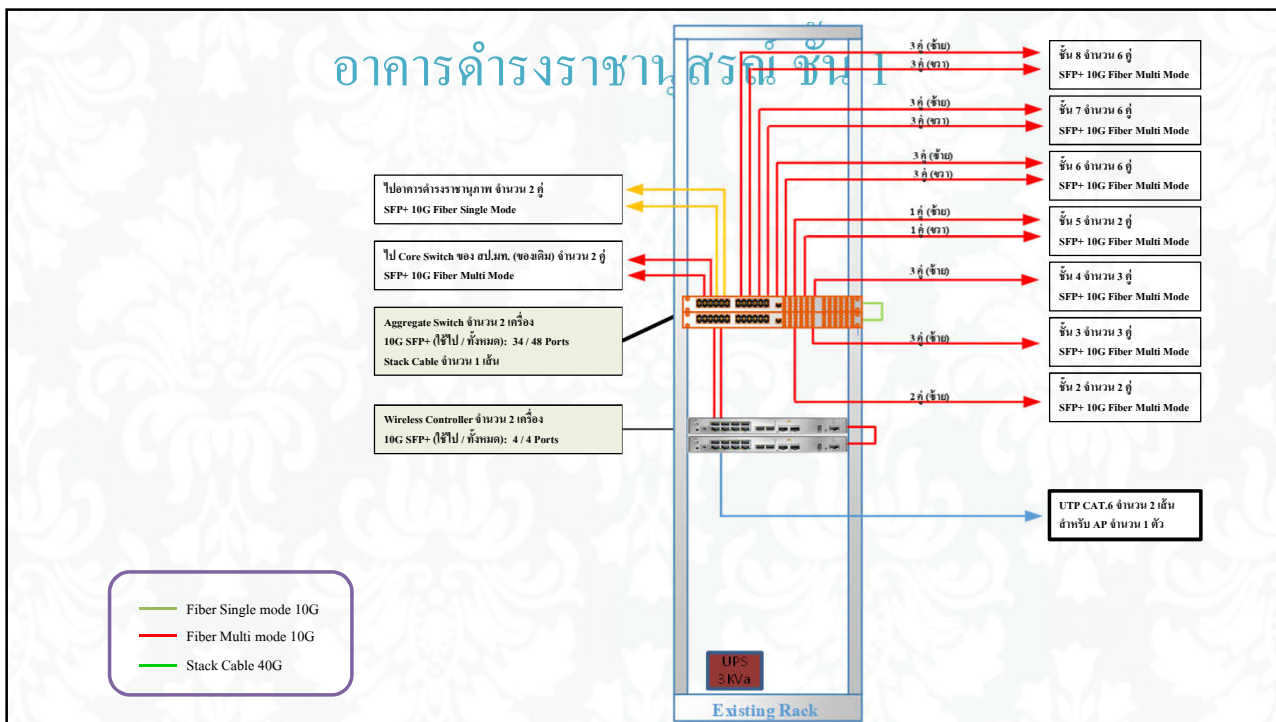 อาคารดำรงราชานุสรณ์ ชั้น 1
3 คู่ (ซ้าย)
3 คู่ (ขวา)
ชั้น 8 จำนวน 6 คู่
SFP+ 10G Fiber Multi Mode
3 คู่ (ซ้าย)
3 คู่ (ขวา)
ชั้น 7 จำนวน 6 คู่
SFP+ 10G Fiber Multi Mode
3 คู่ (ซ้าย)
3 คู่ (ขวา)
ชั้น 6 จำนวน 6 คู่
SFP+ 10G Fiber Multi Mode
ไปอาคารดำรงราชานุภาพ จำนวน 2 คู่
SFP+ 10G Fiber Single Mode
1 คู่ (ซ้าย)
1 คู่ (ขวา)
ชั้น 5 จำนวน 2 คู่
SFP+ 10G Fiber Multi Mode
ไป Core Switch ของ สป.มท. (ของเดิม) จำนวน 2 คู่
SFP+ 10G Fiber Multi Mode
3 คู่ (ซ้าย)
ชั้น 4 จำนวน 3 คู่
SFP+ 10G Fiber Multi Mode
Aggregate Switch จำนวน 2 เครื่อง
10G SFP+ (ใช้ไป / ทั้งหมด): 34 / 48 Ports
Stack Cable จำนวน 1 เส้น
3 คู่ (ซ้าย)
ชั้น 3 จำนวน 3 คู่
SFP+ 10G Fiber Multi Mode
2 คู่ (ซ้าย)
ชั้น 2 จำนวน 2 คู่
SFP+ 10G Fiber Multi Mode
Wireless Controller จำนวน 2 เครื่อง
10G SFP+ (ใช้ไป / ทั้งหมด): 4 / 4 Ports
UTP CAT.6 จำนวน 2 เส้น
สำหรับ AP จำนวน 1 ตัว
Fiber Single mode 10G
Fiber Multi mode 10G
Stack Cable 40G
UPS
3 KVa
Existing Rack